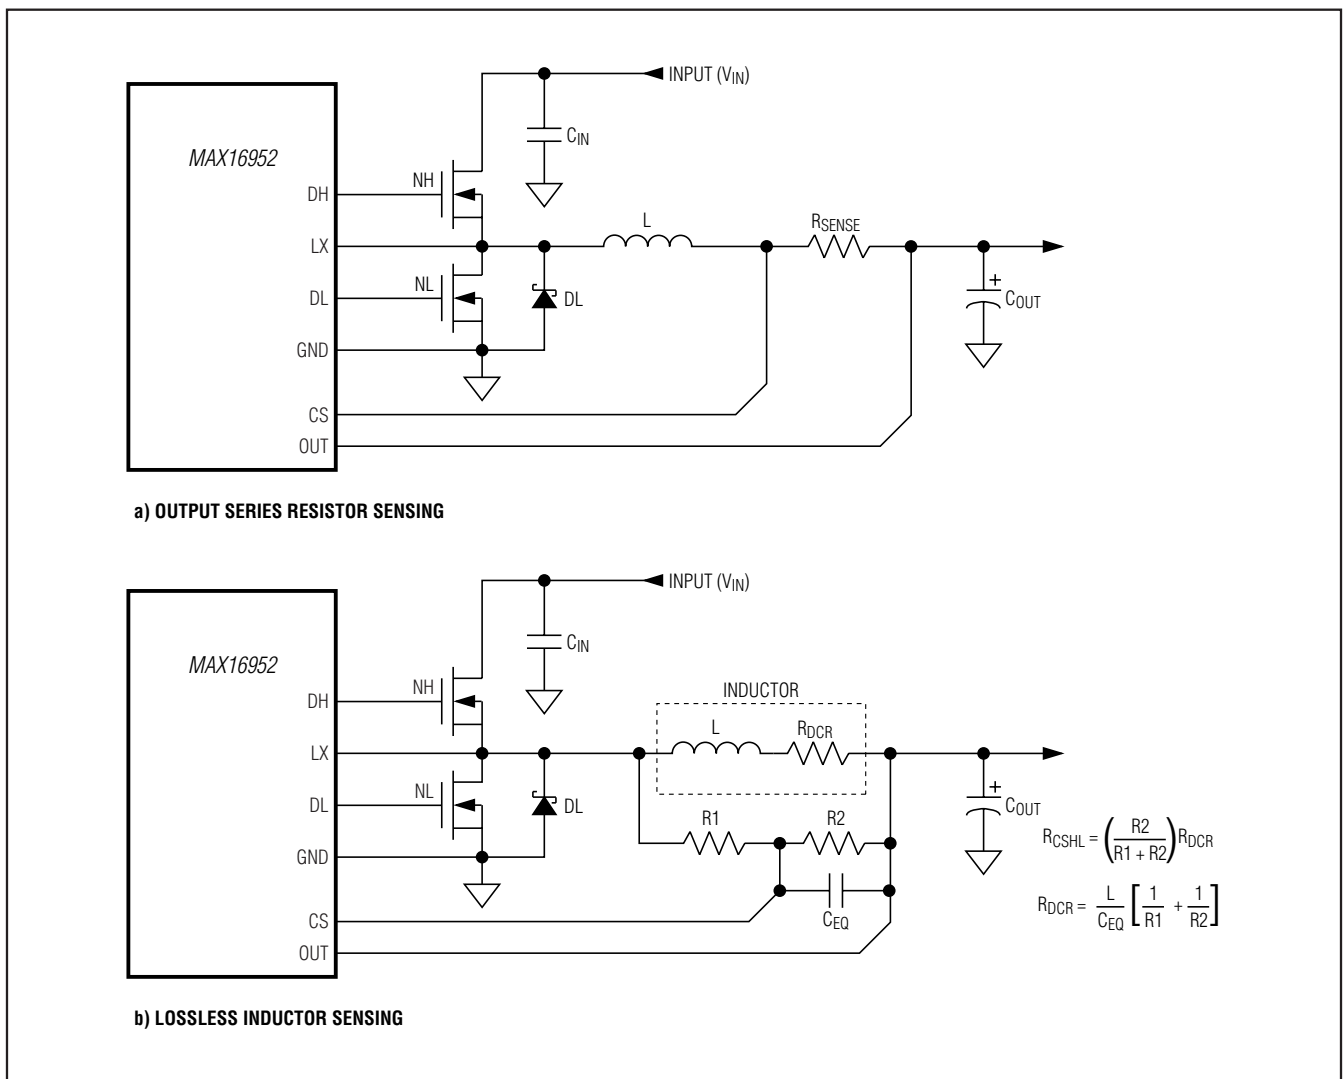 INPUT (VIN)
CIN
MAX16952
NH
DH
L
RSENSE
LX
NL
DL
DL
+
COUT
GND
CS
OUT
a) OUTPUT SERIES RESISTOR SENSING
INPUT (VIN)
CIN
MAX16952
NH
DH
INDUCTOR
L
RDCR
LX
NL
DL
DL
+
COUT
R1
R2
GND
CEQ
CS
OUT
RCSHL = (R2 / (R1 + R2)) RDCR
RDCR = L / CEQ [1 / R1 + 1 / R2]
b) LOSSLESS INDUCTOR SENSING